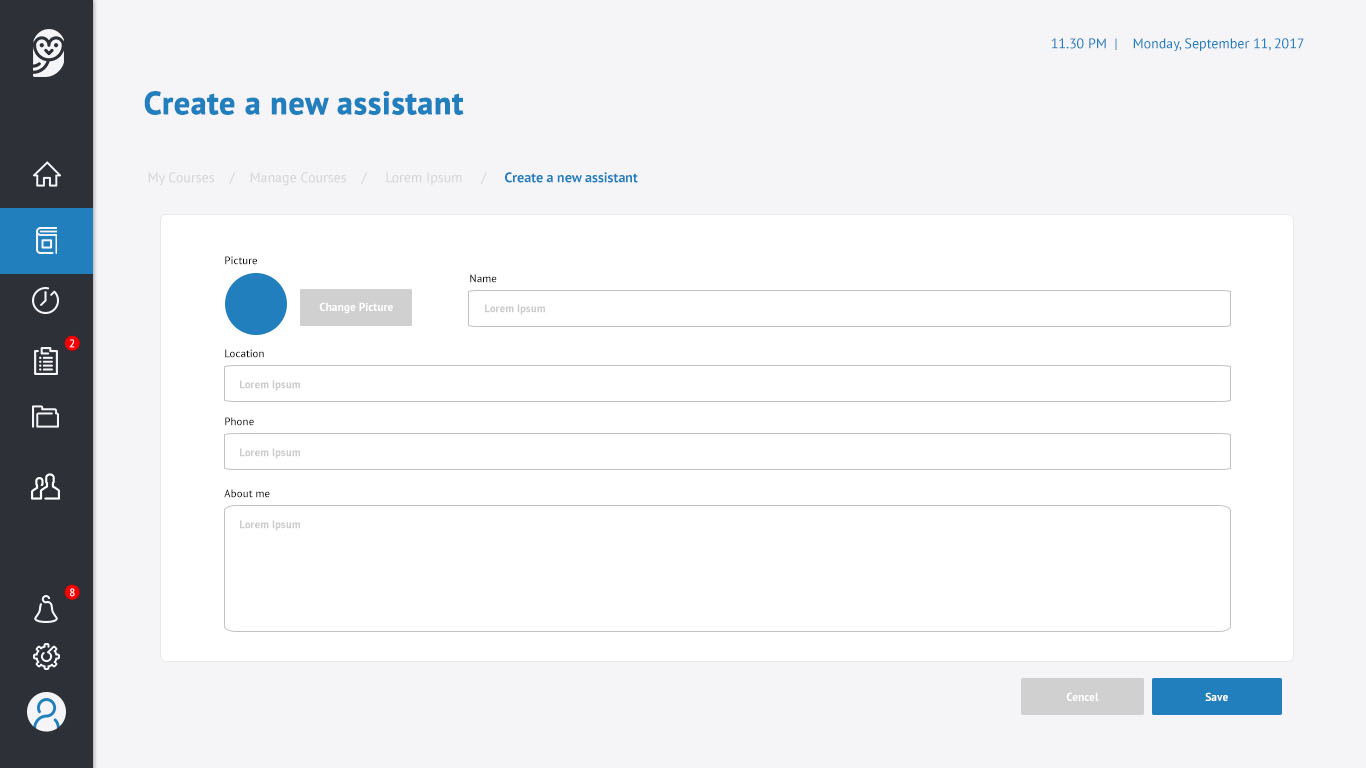 11.30 PM | Monday, September 11, 2017
Create a new assistant
My Courses / Manage Courses / Lorem Ipsum / Create a new assistant
Picture
Change Picture
Name
Lorem Ipsum
Location
Lorem Ipsum
2
Phone
Lorem Ipsum
About me
Lorem Ipsum
8
Cencel
Save